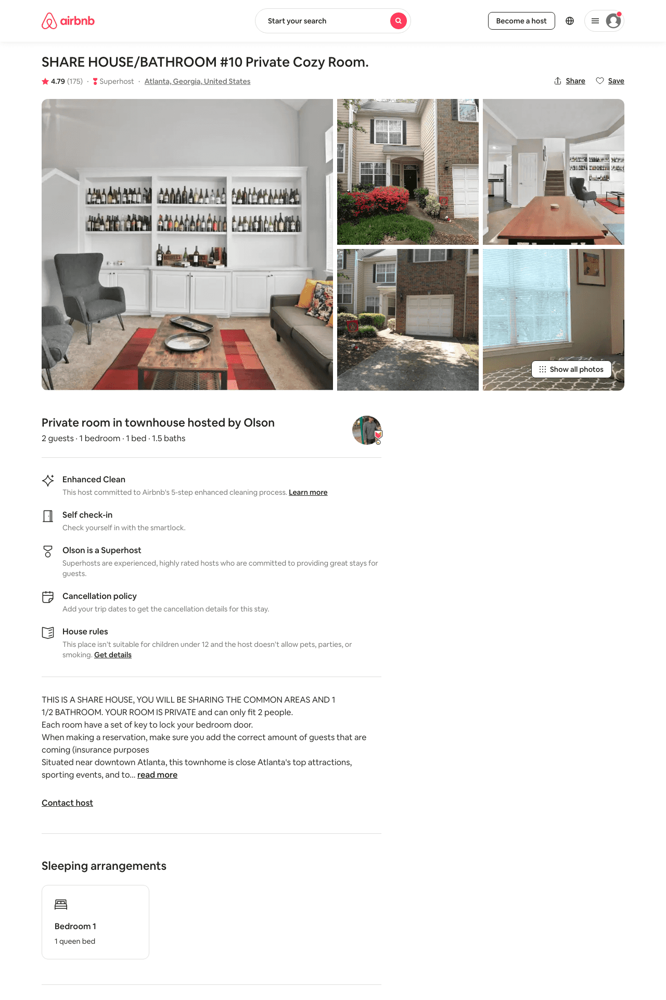 airbnb
Start your search
Become a host
SHARE HOUSE/BATHROOM #10 Private Cozy Room.
4.79 (175) · Superhost · Atlanta, Georgia, United States
Share
Save
Show all photos
Private room in townhouse hosted by Olson
2 guests · 1 bedroom · 1 bed · 1.5 baths
Enhanced Clean
This host committed to Airbnb's 5-step enhanced cleaning process. Learn more
Self check-in
Check yourself in with the smartlock.
Olson is a Superhost
Superhosts are experienced, highly rated hosts who are committed to providing great stays for
guests.
Cancellation policy
Add your trip dates to get the cancellation details for this stay.
House rules
This place isn’t suitable for children under 12 and the host doesn’t allow pets, parties, or
smoking. Get details
THIS IS A SHARE HOUSE, YOU WILL BE SHARING THE COMMON AREAS AND 1
1/2 BATHROOM. YOUR ROOM IS PRIVATE and can only fit 2 people.
Each room have a set of key to lock your bedroom door.
When making a reservation, make sure you add the correct amount of guests that are
coming (insurance purposes
Situated near downtown Atlanta, this townhome is close Atlanta's top attractions,
sporting events, and to... read more
Contact host
Sleeping arrangements
Bedroom 1
1 queen bed